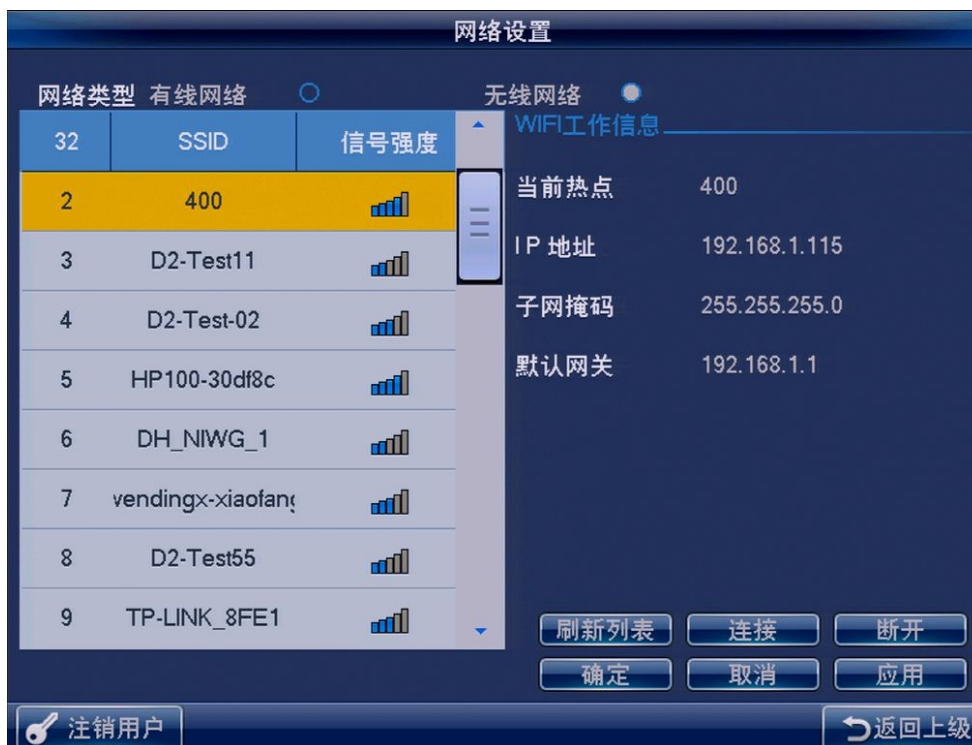 网络设置
网络类型 有线网络 无线网络
WIFI工作信息
32 SSID 信号强度
2 400
3 D2-Test11
4 D2-Test-02
5 HP100-30df8c
6 DH_NIWG_1
7 vendingx-xiaofang
8 D2-Test55
9 TP-LINK_8FE1
当前热点 400
IP 地址 192.168.1.115
子网掩码 255.255.255.0
默认网关 192.168.1.1
刷新列表 连接 断开
确定 取消 应用
注销用户 返回上级